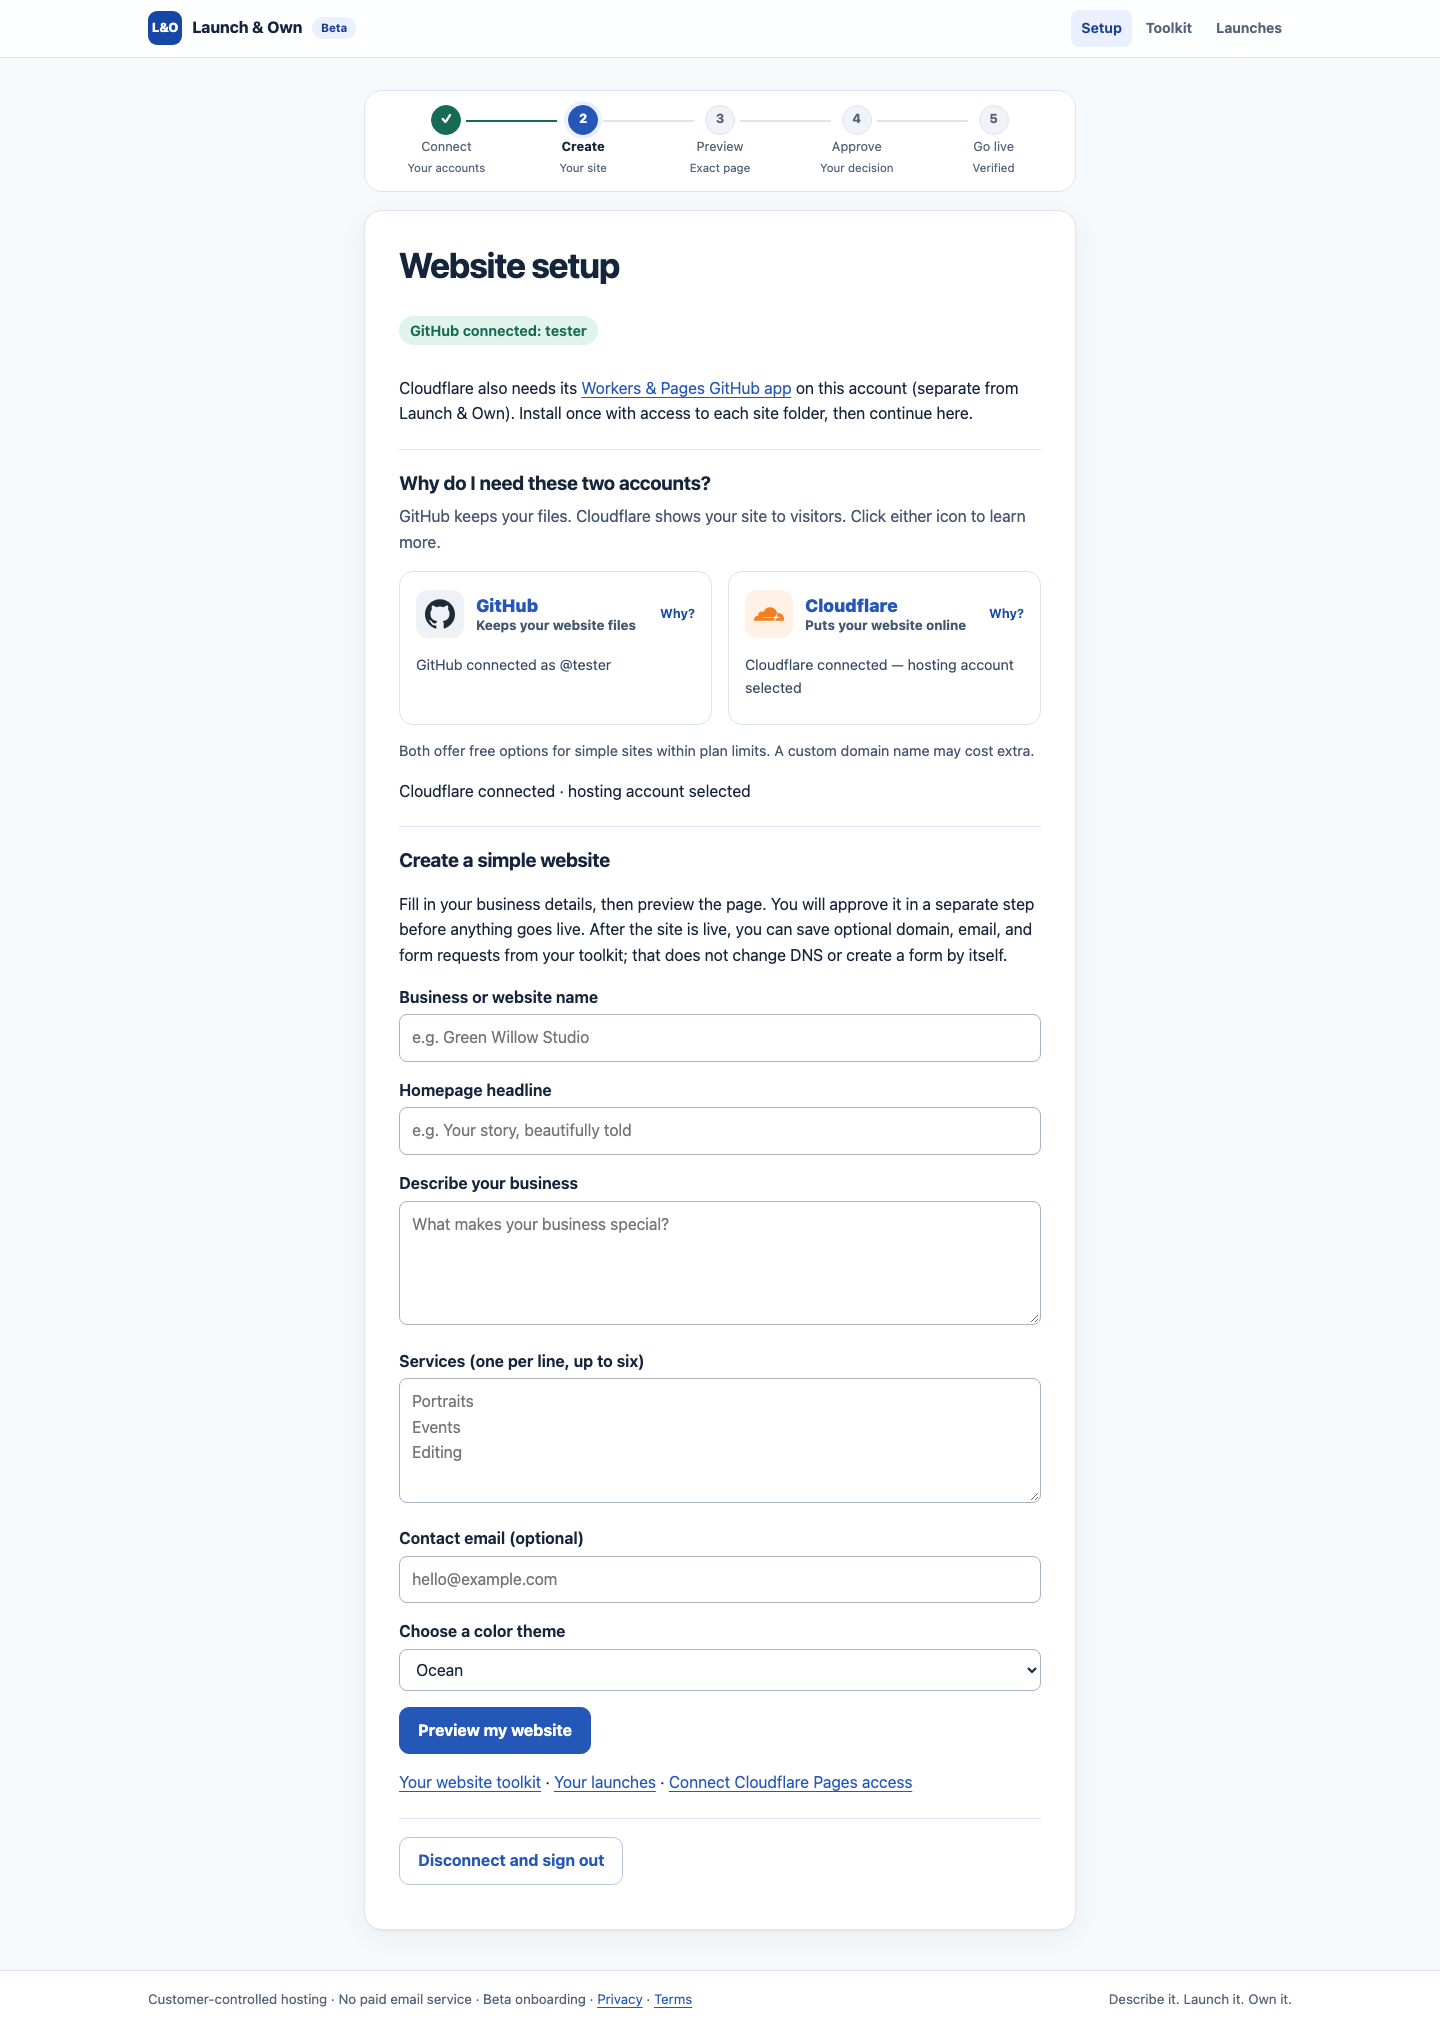 L&O Launch & Own Beta
Setup Toolkit Launches
2 3 4 5
Connect Create Preview Approve Go live
Your accounts Your site Exact page Your decision Verified
Website setup
GitHub connected: tester
Cloudflare also needs its Workers & Pages GitHub app on this account (separate from
Launch & Own). Install once with access to each site folder, then continue here.
Why do I need these two accounts?
GitHub keeps your files. Cloudflare shows your site to visitors. Click either icon to learn
more.
GitHub
Keeps your website files
Why?
GitHub connected as @tester
Cloudflare
Puts your website online
Why?
Cloudflare connected — hosting account
selected
Both offer free options for simple sites within plan limits. A custom domain name may cost extra.
Cloudflare connected · hosting account selected
Create a simple website
Fill in your business details, then preview the page. You will approve it in a separate step
before anything goes live. After the site is live, you can save optional domain, email, and
form requests from your toolkit; that does not change DNS or create a form by itself.
Business or website name
e.g. Green Willow Studio
Homepage headline
e.g. Your story, beautifully told
Describe your business
What makes your business special?
Services (one per line, up to six)
Portraits
Events
Editing
Contact email (optional)
hello@example.com
Choose a color theme
Ocean
Preview my website
Your website toolkit · Your launches · Connect Cloudflare Pages access
Disconnect and sign out
Customer-controlled hosting · No paid email service · Beta onboarding · Privacy · Terms
Describe it. Launch it. Own it.